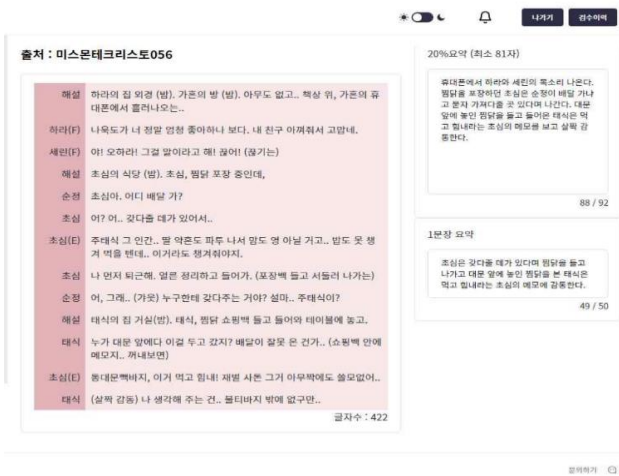 나가기 검수이력
출처 : 미스몬테크리스토056
해설 하라의 집 외경 (밤). 가흔의 방 (밤). 아무도 없고.. 책상 위, 가흔의 휴
대폰에서 흘러나오는..
하라(F) 나욱도가 너 정말 엄청 좋아하나 보다. 내 친구 아껴줘서 고맙네.
세린(F) 야! 오하라! 그걸 말이라고 해! 끊어! (끊기는)
해설 초심의 식당 (밤). 초심, 찜닭 포장 중인데,
순정 초심아. 어디 배달 가?
초심 어? 어.. 갖다줄 데가 있어서..
초심(E) 주태식 그 인간.. 딸 약혼도 파투 나서 맘도 영 아닐 거고.. 밥도 못 챙
겨 먹을 텐데.. 이거라도 챙겨줘야지.
초심 나 먼저 퇴근해. 얼른 정리하고 들어가. (포장백 들고 서둘러 나가는)
순정 어, 그래.. (가웃) 누구한테 갖다주는 거야? 설마.. 주태식이?
해설 태식의 집 거실(밤). 태식, 찜닭 쇼핑백 들고 들어와 테이블에 놓고.
태식 누가 대문 앞에다 이걸 두고 갔지? 배달이 잘못 온 건가.. (쇼핑백 안에
메모지.. 꺼내보면)
초심(E) 동대문빽바지, 이거 먹고 힘내! 재벌 사돈 그거 아무짝에도 쓸모없어..
태식 (살짝 감동) 나 생각해 주는 건.. 불티바지 밖에 없구만..
글자수 : 422
20%요약 (최소 81자)
휴대폰에서 하라와 세린의 목소리 나온다.
찜닭을 포장하던 초심은 순정이 배달 가냐
고 묻자 가져다줄 곳 있다며 나간다. 대문
앞에 놓인 찜닭을 들고 들어온 태식은 먹
고 힘내라는 초심의 메모를 보고 살짝 감
동한다.
88 / 92
1문장 요약
초심은 갖다줄 데가 있다며 찜닭을 들고
나가고 대문 앞에 놓인 찜닭을 본 태식은
먹고 힘내라는 초심의 메모에 감동한다.
49 / 50
문의하기